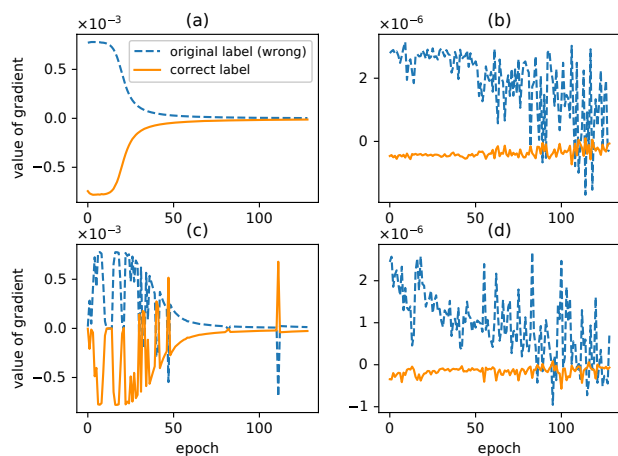 (a)
×10⁻³
0.5
0.0
−0.5
value of gradient
original label (wrong)
correct label
0
50
100
(b)
×10⁻⁶
2
0
0
50
100
(c)
×10⁻³
0.5
0.0
−0.5
value of gradient
0
50
100
epoch
(d)
×10⁻⁶
2
1
0
−1
0
50
100
epoch